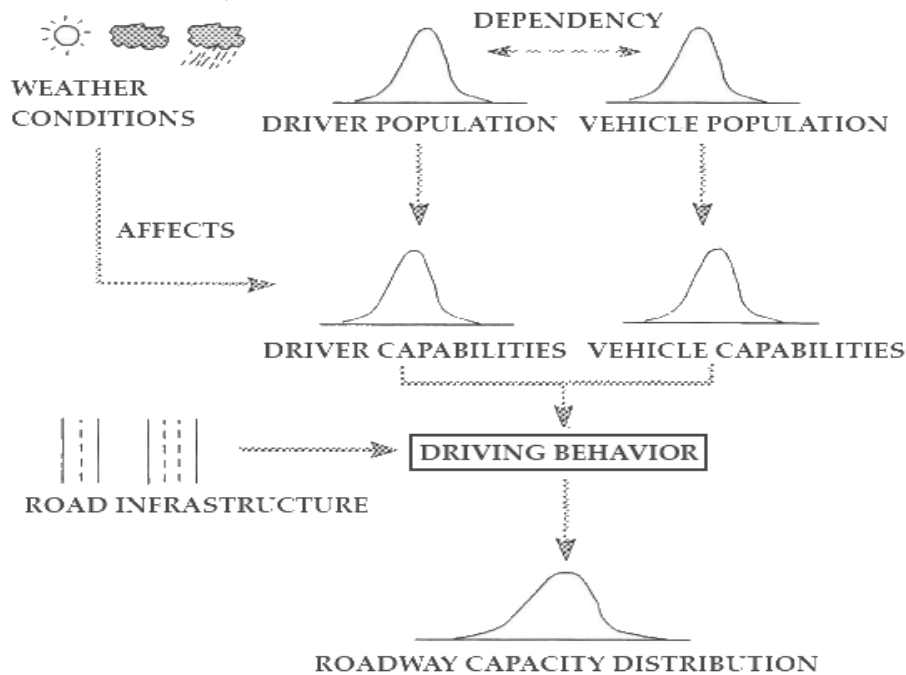 DEPENDENCY
WEATHER
CONDITIONS
DRIVER POPULATION
VEHICLE POPULATION
AFFECTS
DRIVER CAPABILITIES
VEHICLE CAPABILITIES
DRIVING BEHAVIOR
ROAD INFRASTRUCTURE
ROADWAY CAPACITY DISTRIBUTION